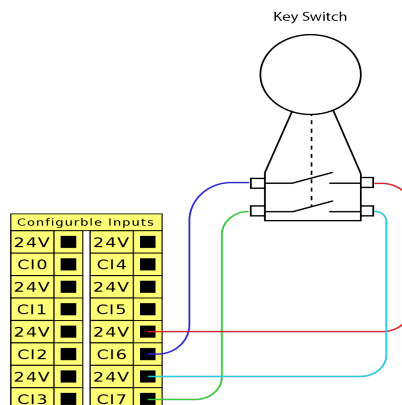 Key Switch
Configurble Inputs
24V 24V
CI0 CI4
24V 24V
CI1 CI5
24V 24V
CI2 CI6
24V 24V
CI3 CI7